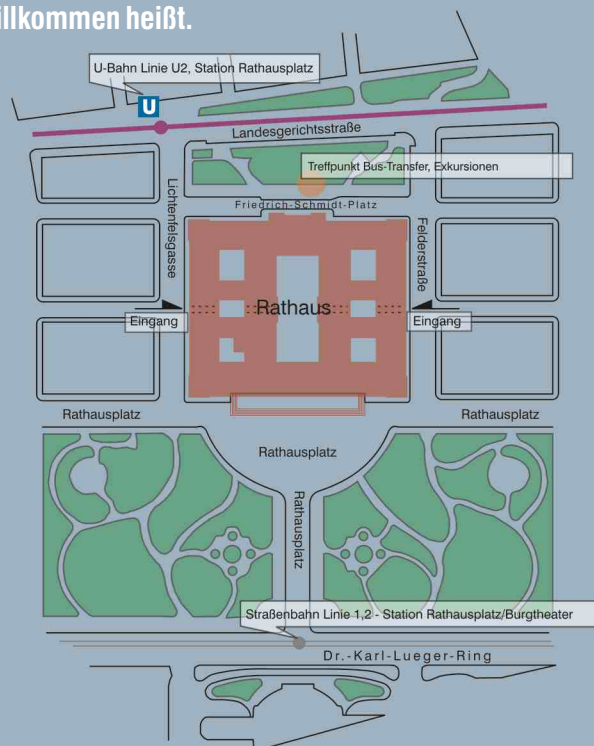 illkommen heißt.
U-Bahn Linie U2, Station Rathausplatz
U
Landesgerichtsstraße
Treffpunkt Bus-Transfer, Exkursionen
Friedrich-Schmidt-Platz
Lichtenfelsgasse
Felderstraße
Rathaus
Eingang
Eingang
Rathausplatz
Rathausplatz
Rathausplatz
Rathausplatz
Straßenbahn Linie 1,2 - Station Rathausplatz/Burgtheater
Dr.-Karl-Lueger-Ring